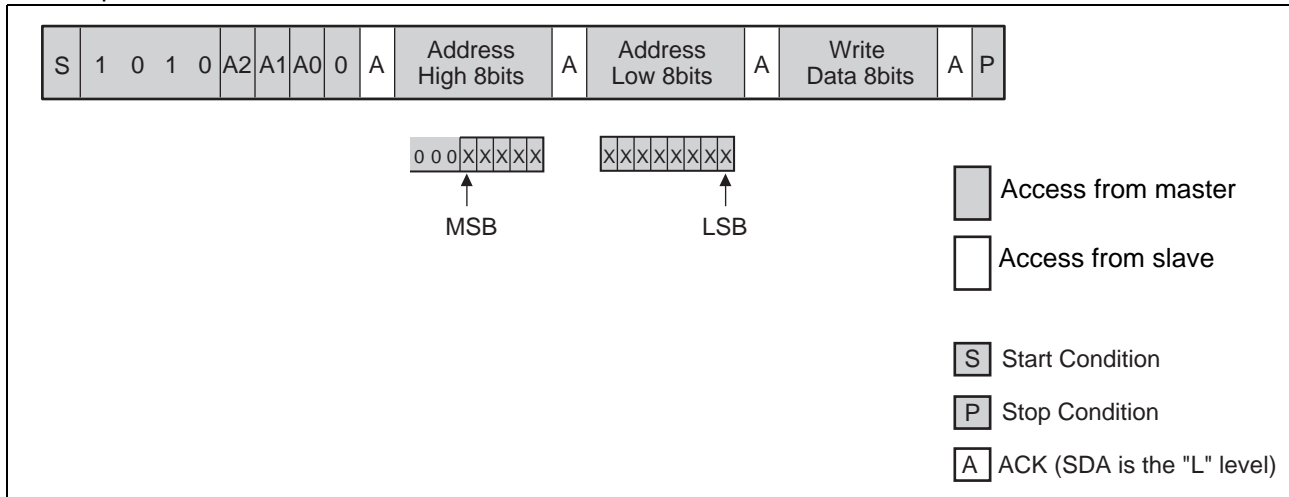 S 1 0 1 0 A2 A1 A0 0 A Address High 8bits A Address Low 8bits A Write Data 8bits A P
0 0 0 X X X X X X X X X X X X X
MSB LSB
Access from master
Access from slave
S Start Condition
P Stop Condition
A ACK (SDA is the "L" level)